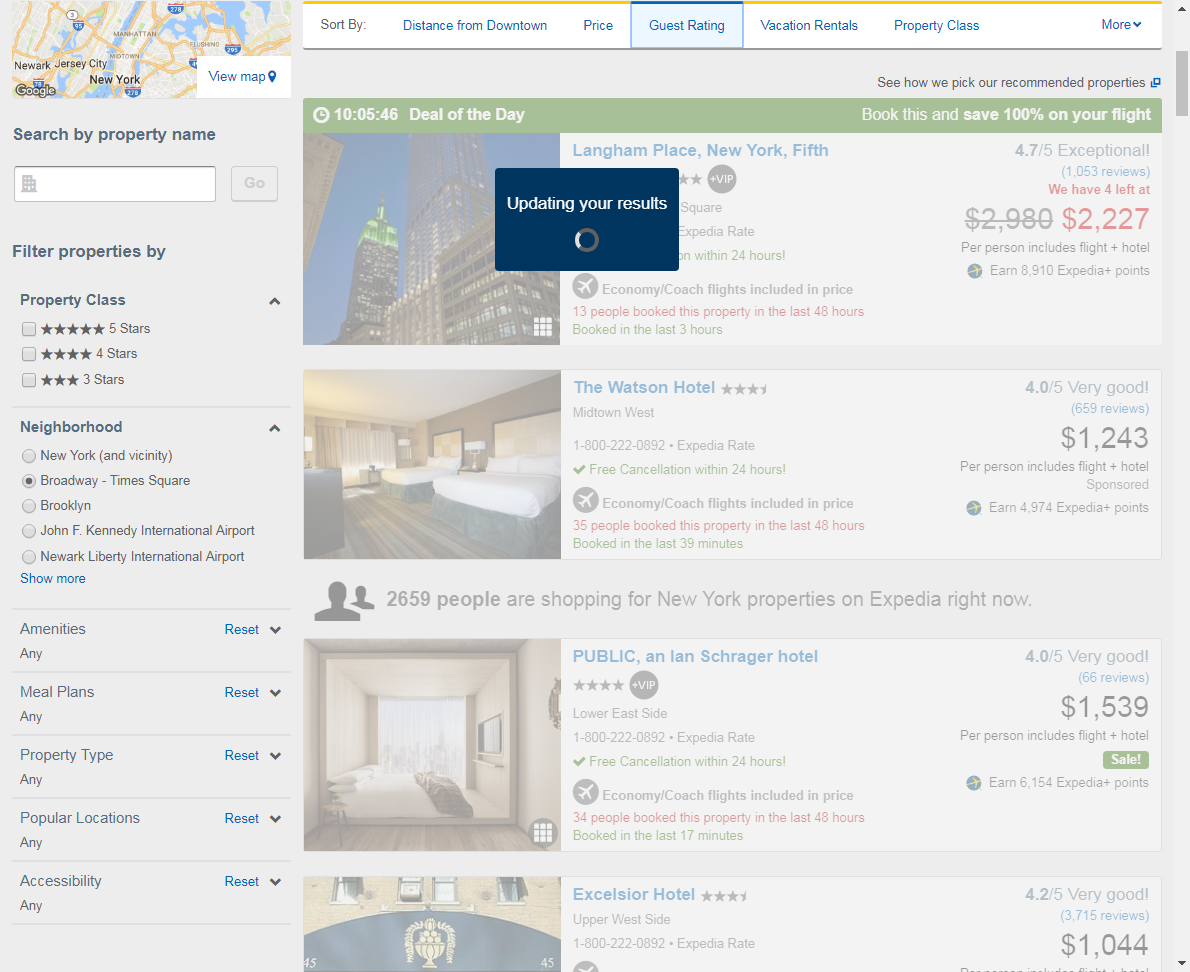 3
278
MANHATTAN
35
FLUSHING
MIDTOWN
295
Newark Jersey City
New York
78
278
Google
View map
Search by property name
Go
Filter properties by
Property Class
★★★★★ 5 Stars
★★★★ 4 Stars
★★★ 3 Stars
Neighborhood
New York (and vicinity)
Broadway - Times Square
Brooklyn
John F. Kennedy International Airport
Newark Liberty International Airport
Show more
Amenities Reset
Any
Meal Plans Reset
Any
Property Type Reset
Any
Popular Locations Reset
Any
Accessibility Reset
Any
Sort By: Distance from Downtown Price Guest Rating Vacation Rentals Property Class More
See how we pick our recommended properties
10:05:46 Deal of the Day Book this and save 100% on your flight
Langham Place, New York, Fifth
+VIP
Square
Expedia Rate
within 24 hours!
Economy/Coach flights included in price
13 people booked this property in the last 48 hours
Booked in the last 3 hours
4.7/5 Exceptional!
(1,053 reviews)
We have 4 left at
$2,980 $2,227
Per person includes flight + hotel
Earn 8,910 Expedia+ points
Updating your results
The Watson Hotel
Midtown West
1-800-222-0892 • Expedia Rate
Free Cancellation within 24 hours!
Economy/Coach flights included in price
35 people booked this property in the last 48 hours
Booked in the last 39 minutes
4.0/5 Very good!
(659 reviews)
$1,243
Per person includes flight + hotel
Sponsored
Earn 4,974 Expedia+ points
2659 people are shopping for New York properties on Expedia right now.
PUBLIC, an Ian Schrager hotel
+VIP
Lower East Side
1-800-222-0892 • Expedia Rate
Free Cancellation within 24 hours!
Economy/Coach flights included in price
34 people booked this property in the last 48 hours
Booked in the last 17 minutes
4.0/5 Very good!
(66 reviews)
$1,539
Per person includes flight + hotel
Sale!
Earn 6,154 Expedia+ points
45 45
Excelsior Hotel
Upper West Side
1-800-222-0892 • Expedia Rate
4.2/5 Very good!
(3,715 reviews)
$1,044
Per person includes flight + hotel